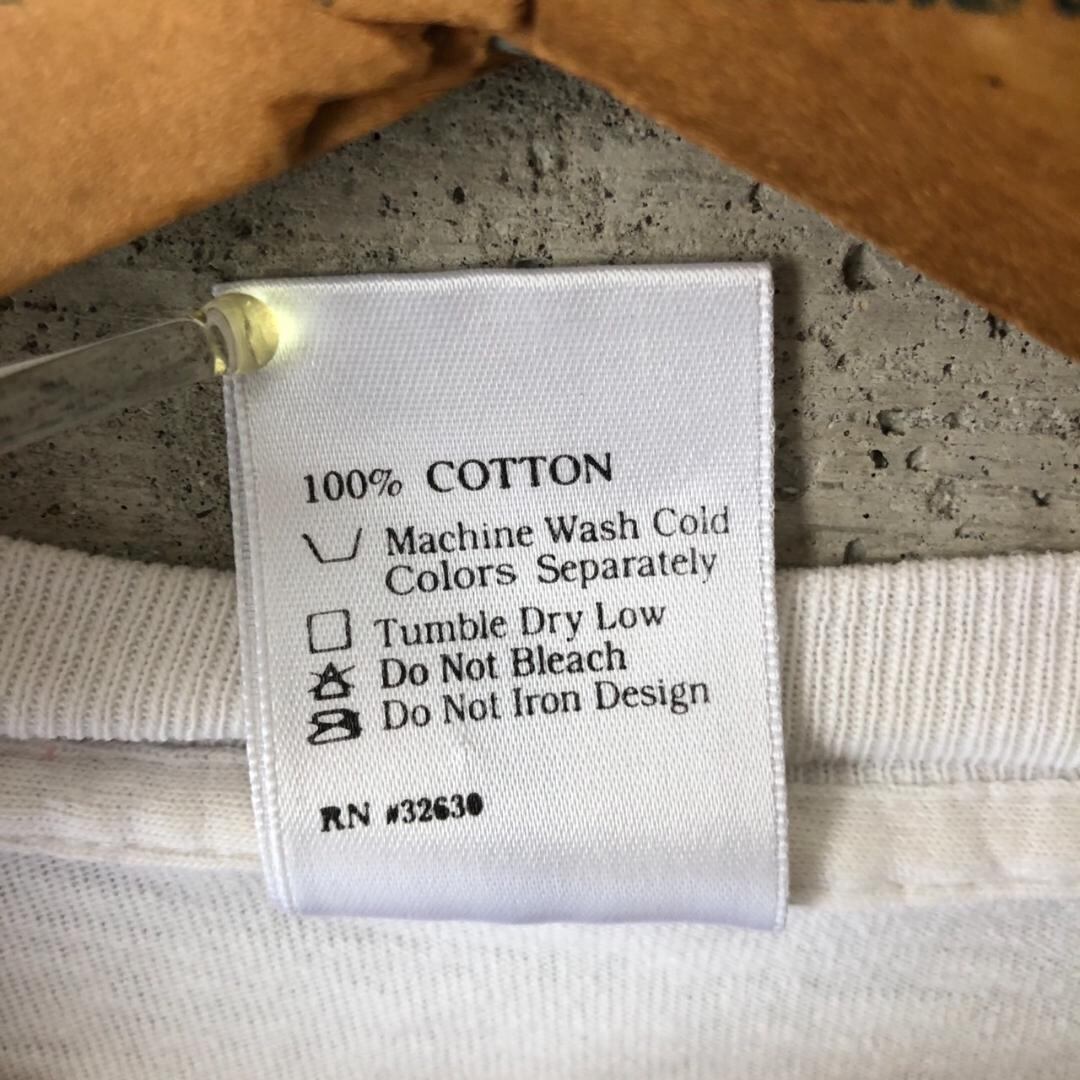 100% COTTON
Machine Wash Cold
Colors Separately
Tumble Dry Low
Do Not Bleach
Do Not Iron Design
RN #32630